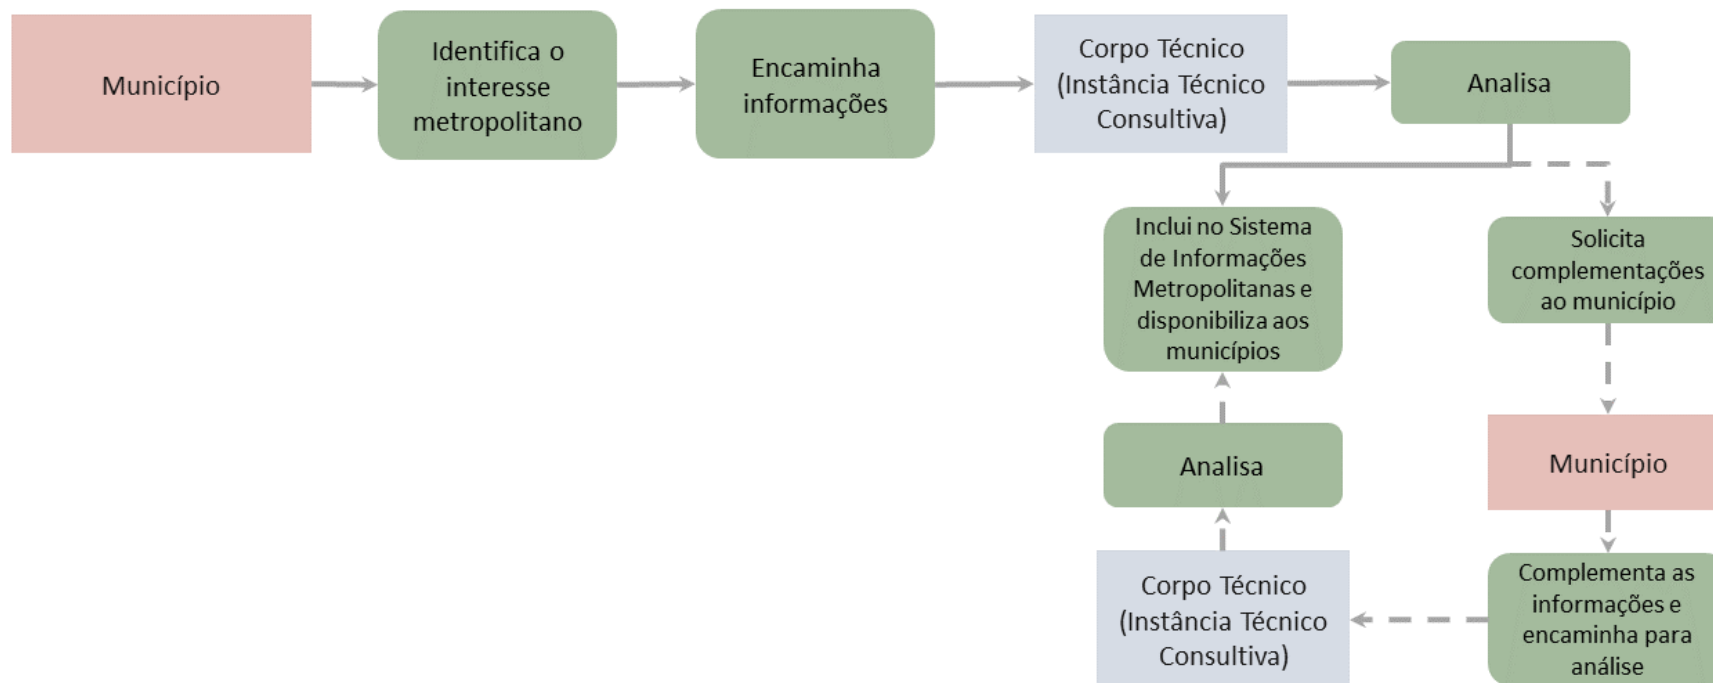 Município
Identifica o
interesse
metropolitano
Encaminha
informações
Corpo Técnico
(Instância Técnico
Consultiva)
Analisa
Inclui no Sistema
de Informações
Metropolitanas e
disponibiliza aos
municípios
Solicita
complementações
ao município
Analisa
Município
Corpo Técnico
(Instância Técnico
Consultiva)
Complementa as
informações e
encaminha para
análise